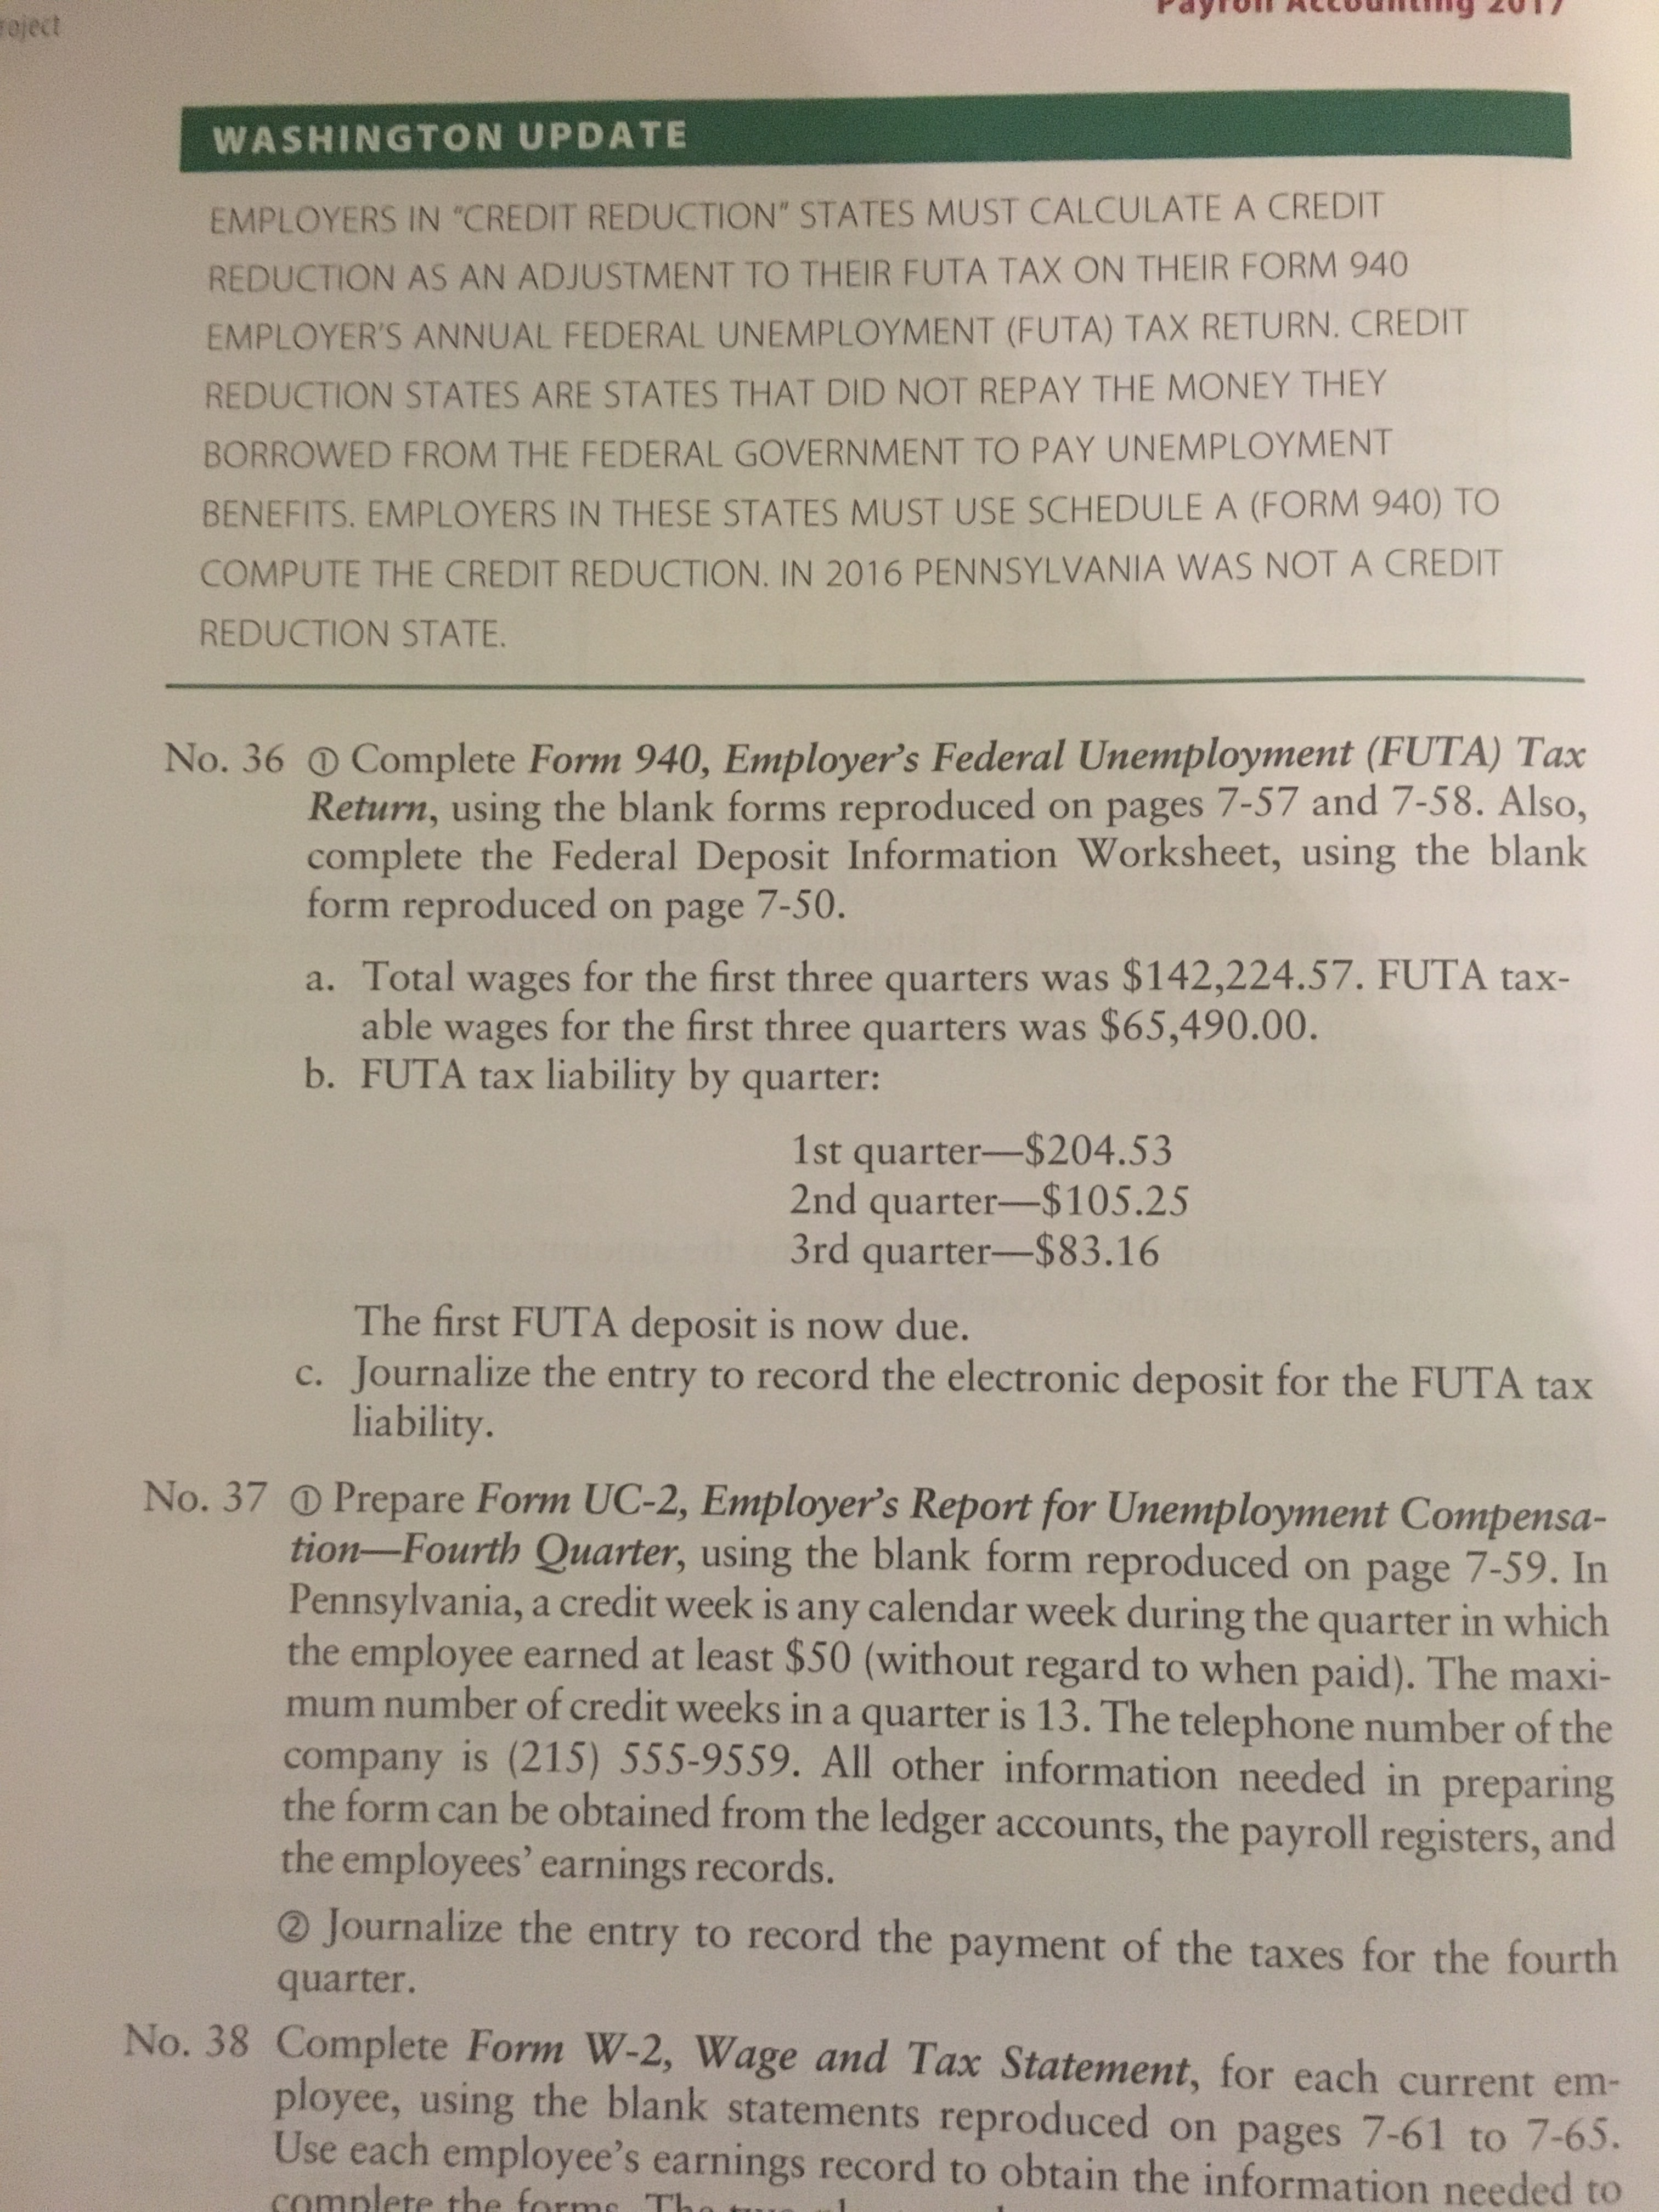 roject
Payroll Accounting 2017
WASHINGTON UPDATE
EMPLOYERS IN "CREDIT REDUCTION" STATES MUST CALCULATE A CREDIT
REDUCTION AS AN ADJUSTMENT TO THEIR FUTA TAX ON THEIR FORM 940
EMPLOYER'S ANNUAL FEDERAL UNEMPLOYMENT (FUTA) TAX RETURN. CREDIT
REDUCTION STATES ARE STATES THAT DID NOT REPAY THE MONEY THEY
BORROWED FROM THE FEDERAL GOVERNMENT TO PAY UNEMPLOYMENT
BENEFITS. EMPLOYERS IN THESE STATES MUST USE SCHEDULE A (FORM 940) TO
COMPUTE THE CREDIT REDUCTION. IN 2016 PENNSYLVANIA WAS NOT A CREDIT
REDUCTION STATE.
No. 36 ① Complete Form 940, Employer's Federal Unemployment (FUTA) Tax
Return, using the blank forms reproduced on pages 7-57 and 7-58. Also,
complete the Federal Deposit Information Worksheet, using the blank
form reproduced on page 7-50.
a. Total wages for the first three quarters was $142,224.57. FUTA tax-
able wages for the first three quarters was $65,490.00.
b. FUTA tax liability by quarter:
1st quarter—$204.53
2nd quarter—$105.25
3rd quarter—$83.16
The first FUTA deposit is now due.
c. Journalize the entry to record the electronic deposit for the FUTA tax
liability.
No. 37 ① Prepare Form UC-2, Employer's Report for Unemployment Compensa-
tion—Fourth Quarter, using the blank form reproduced on page 7-59. In
Pennsylvania, a credit week is any calendar week during the quarter in which
the employee earned at least $50 (without regard to when paid). The maxi-
mum number of credit weeks in a quarter is 13. The telephone number of the
company is (215) 555-9559. All other information needed in preparing
the form can be obtained from the ledger accounts, the payroll registers, and
the employees' earnings records.
② Journalize the entry to record the payment of the taxes for the fourth
quarter.
No. 38 Complete Form W-2, Wage and Tax Statement, for each current em-
ployee, using the blank statements reproduced on pages 7-61 to 7-65.
Use each employee's earnings record to obtain the information needed to
complete the forms. The two